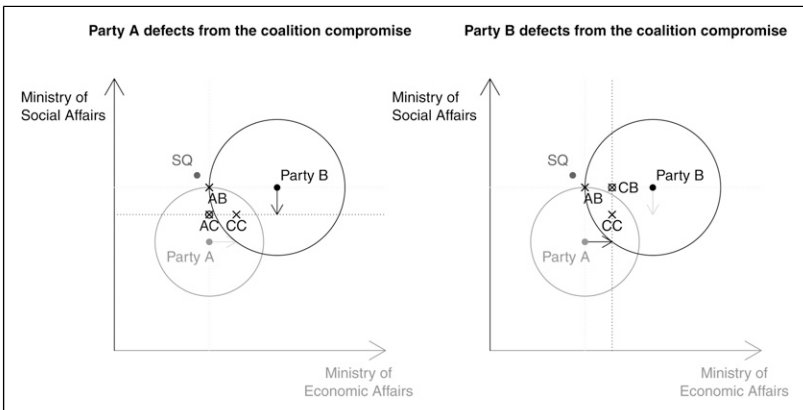 Party A defects from the coalition compromise
Ministry of
Social Affairs
SQ
Party B
AB
AC
CC
Party A
Ministry of
Economic Affairs
Party B defects from the coalition compromise
Ministry of
Social Affairs
SQ
Party B
CB
AB
CC
Party A
Ministry of
Economic Affairs